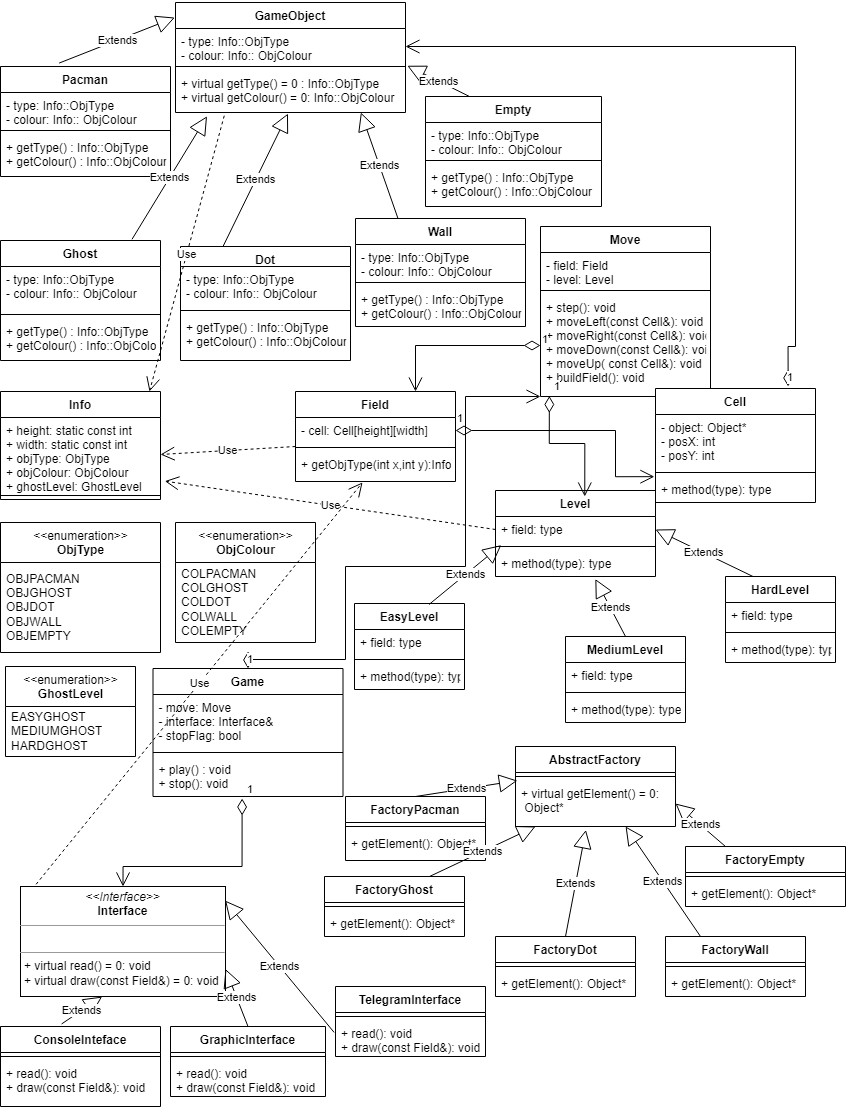 GameObject
- type: Info::ObjType
- colour: Info:: ObjColour
+ virtual getType() = 0 : Info::ObjType
+ virtual getColour() = 0: Info::ObjColour
Extends
Pacman
- type: Info::ObjType
- colour: Info:: ObjColour
+ getType() : Info::ObjType
+ getColour() : Info::ObjColour
Extends
Empty
- type: Info::ObjType
- colour: Info:: ObjColour
+ getType() : Info::ObjType
+ getColour() : Info::ObjColour
Extends
Extends
Extends
Ghost
- type: Info::ObjType
- colour: Info:: ObjColour
+ getType() : Info::ObjType
+ getColour() : Info::ObjColo
Use
Dot
- type: Info::ObjType
- colour: Info:: ObjColour
+ getType() : Info::ObjType
+ getColour() : Info::ObjColour
Wall
- type: Info::ObjType
- colour: Info:: ObjColour
+ getType() : Info::ObjType
+ getColour() : Info::ObjColour
Move
- field: Field
- level: Level
+ step(): void
+ moveLeft(const Cell&): void
+ moveRight(const Cell&): void
+ moveDown(const Cell&): voi
+ moveUp( const Cell&): void
+ buildField(): void
1
1
1
Info
+ height: static const int
+ width: static const int
+ objType: ObjType
+ objColour: ObjColour
+ ghostLevel: GhostLevel
Use
Field
- cell: Cell[height][width]
+ getObjType(int x,int y):Info
1
Cell
- object: Object*
- posX: int
- posY: int
+ method(type): type
Use
Level
+ field: type
+ method(type): type
<<enumeration>>
ObjType
OBJPACMAN
OBJGHOST
OBJDOT
OBJWALL
OBJEMPTY
<<enumeration>>
ObjColour
COLPACMAN
COLGHOST
COLDOT
COLWALL
COLEMPTY
Extends
Extends
Extends
EasyLevel
+ field: type
+ method(type): typ
MediumLevel
+ field: type
+ method(type): type
HardLevel
+ field: type
+ method(type): typ
<<enumeration>>
GhostLevel
EASYGHOST
MEDIUMGHOST
HARDGHOST
1
Use
Game
- move: Move
- interface: Interface&
- stopFlag: bool
+ play() : void
+ stop(): void
1
AbstractFactory
+ virtual getElement() = 0:
Object*
Extends
FactoryPacman
+ getElement(): Object*
Extends
FactoryGhost
+ getElement(): Object*
Extends
Extends
Extends
FactoryEmpty
+ getElement(): Object*
FactoryDot
+ getElement(): Object*
FactoryWall
+ getElement(): Object*
<<Interface>>
Interface
+ virtual read() = 0: void
+ virtual draw(const Field&) = 0: void
Extends
Extends
Extends
ConsoleInteface
+ read(): void
+ draw(const Field&): void
GraphicInterface
+ read(): void
+ draw(const Field&): void
TelegramInterface
+ read(): void
+ draw(const Field&): void